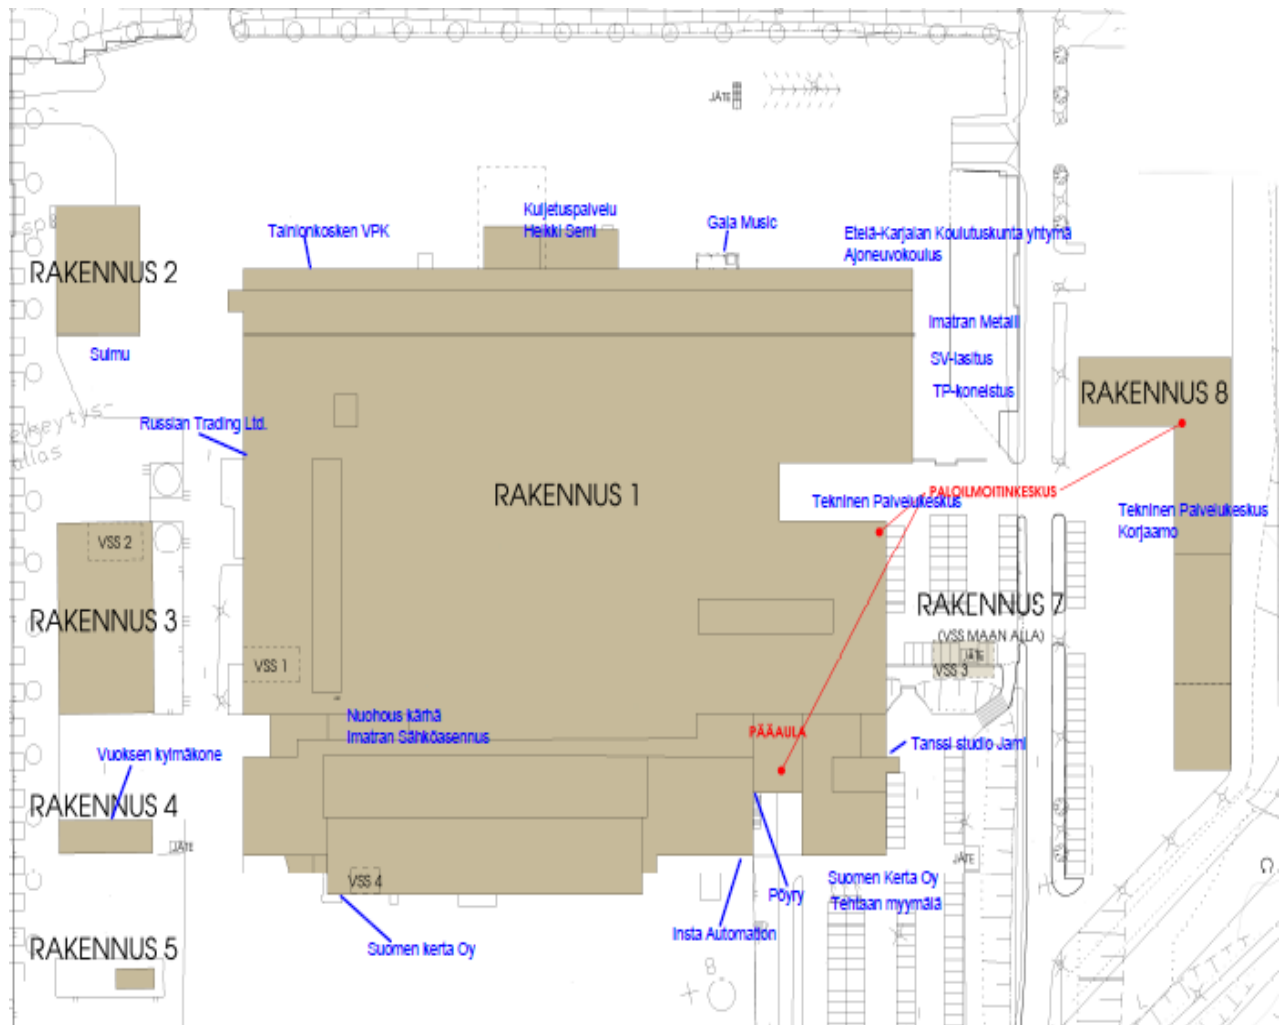 JÄTE
Kuljetuspalvelu
Heikki Semi
Gaja Music
Tainionkosken VPK
Etelä-Karjalan Koulutuskunta yhtymä
Ajoneuvokoulus
RAKENNUS 2
Imatran Metalli
Sulmu
SV-lasitus
TP-koneistus
RAKENNUS 8
Russian Trading Ltd.
RAKENNUS 1
PALOILMOITINKESKUS
Tekninen Palvelukeskus
Tekninen Palvelukeskus
Korjaamo
VSS 2
RAKENNUS 3
RAKENNUS 7
(VSS MAAN ALLA)
JÄTE
VSS 3
VSS 1
Nuohous kärhä
Imatran Sähköasennus
PÄÄAULA
Tanssi studio Jami
Vuoksen kylmäkone
RAKENNUS 4
JÄTE
JÄTE
VSS 4
Pöyry
Suomen Kerta Oy
Tehtaan myymälä
Insta Automation
Suomen kerta Oy
RAKENNUS 5
8